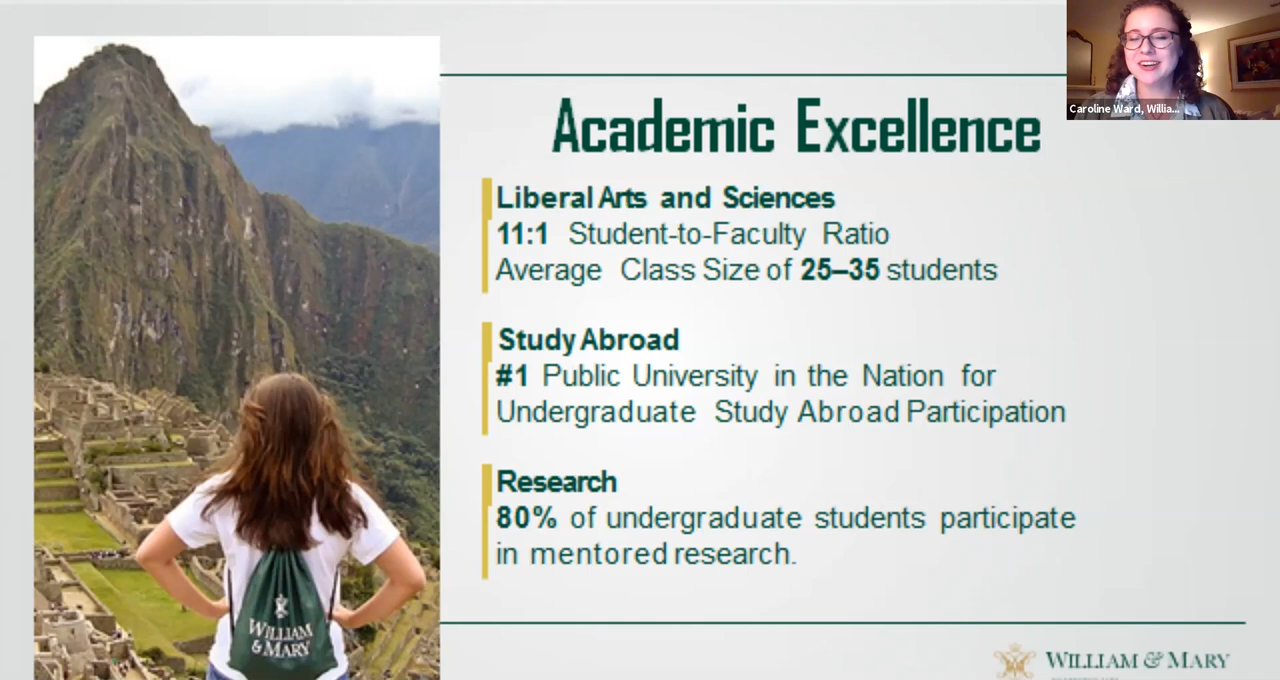 Academic Excellence
Caroline Ward, Willia...
Liberal Arts and Sciences
11:1 Student-to-Faculty Ratio
Average Class Size of 25–35 students
Study Abroad
#1 Public University in the Nation for
Undergraduate Study Abroad Participation
Research
80% of undergraduate students participate
in mentored research.
WILLIAM
& MARY
WILLIAM & MARY